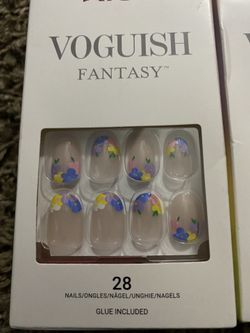 VOGUISH
FANTASY™
28
NAILS/ONGLES/NÄGEL/UNGHIE/NAGELS
GLUE INCLUDED